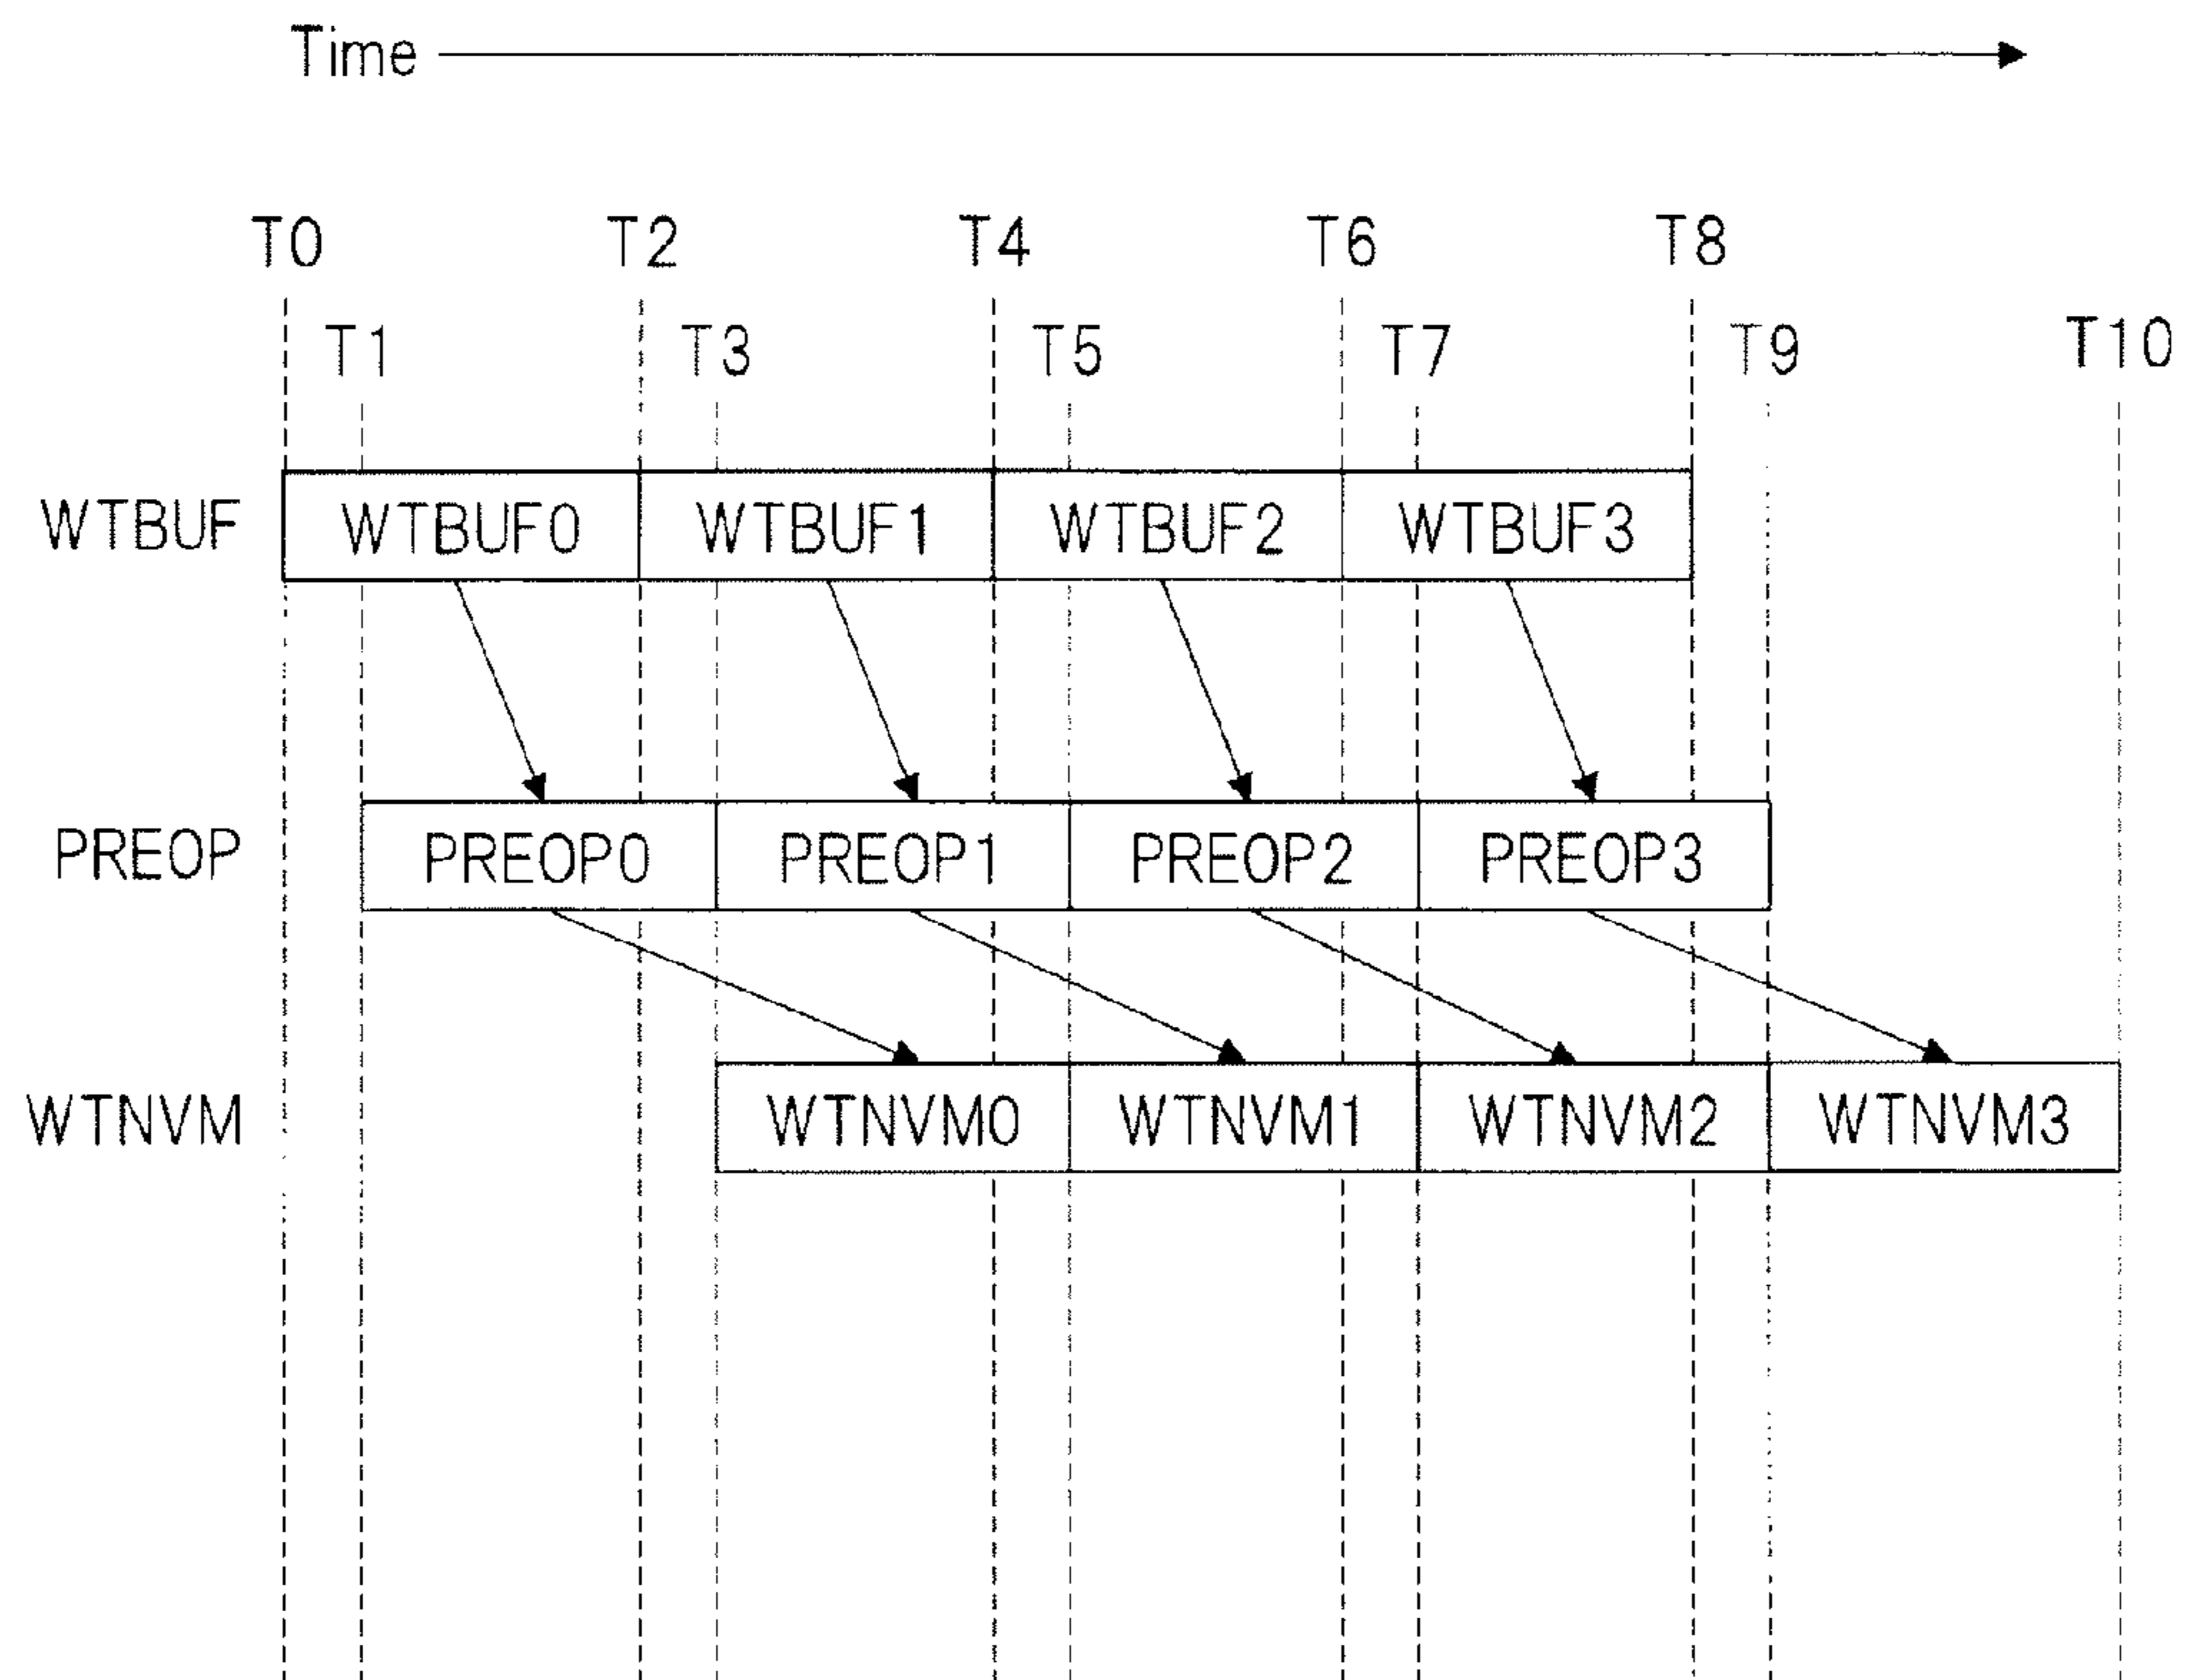 Time
T0 T2 T4 T6 T8
T1 T3 T5 T7 T9 T10
WTBUF WTBUF0 WTBUF1 WTBUF2 WTBUF3
PREOP PREOP0 PREOP1 PREOP2 PREOP3
WTNVM WTNVM0 WTNVM1 WTNVM2 WTNVM3